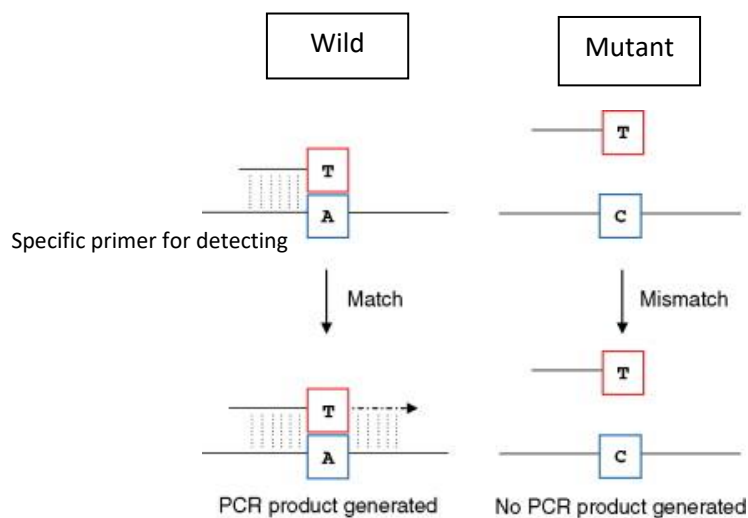 Wild
Mutant
T
T
A
C
Specific primer for detecting
Match
Mismatch
T
T
A
C
PCR product generated
No PCR product generated